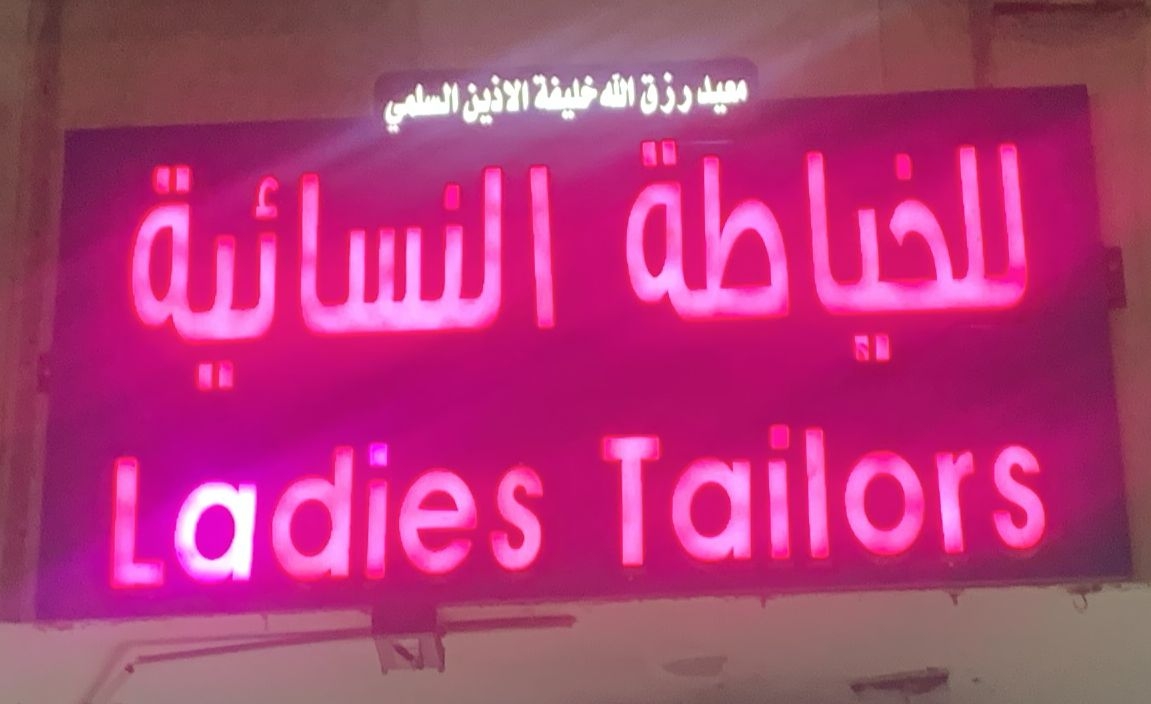 معيد رزق الله خليفة الاذين السلمي
للخياطة النسائية
Ladies Tailors